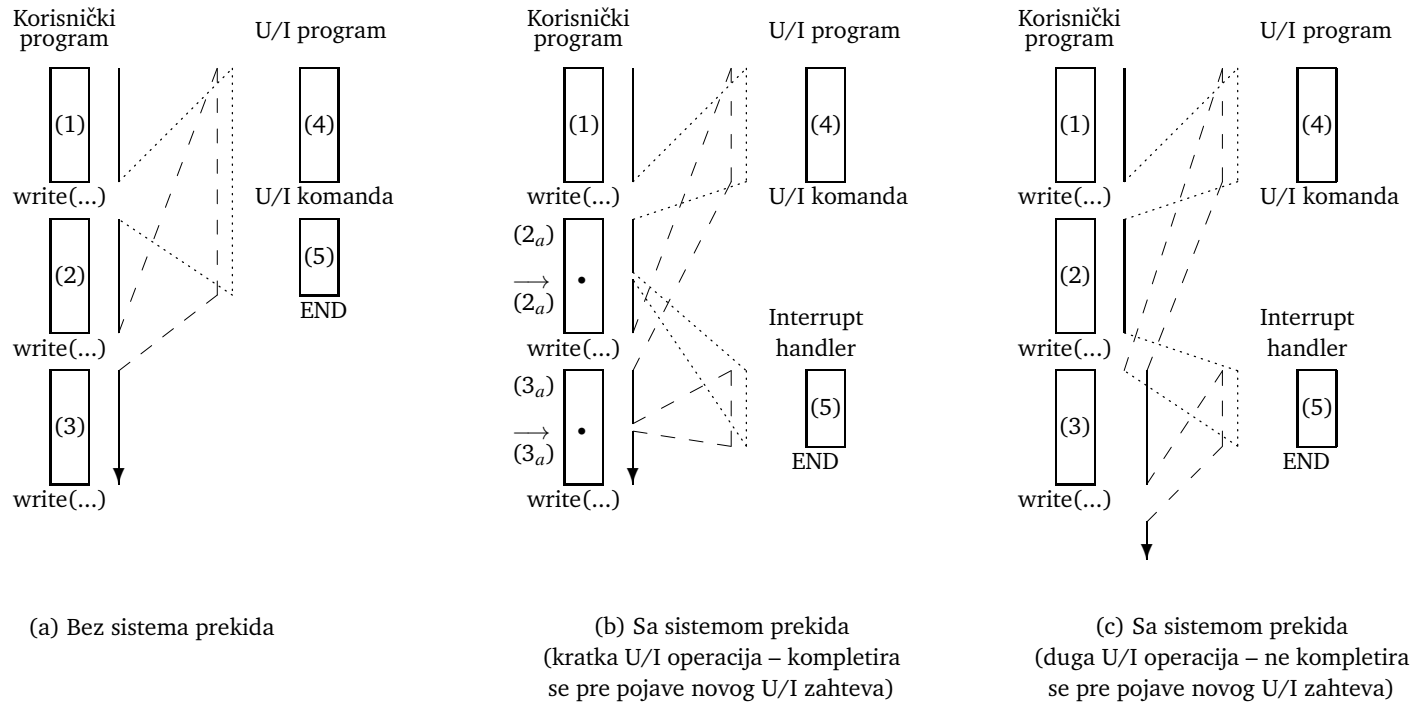 Korisnički
program
U/I program
(1)
(4)
write(...)
U/I komanda
(2)
(5)
END
write(...)
(3)
write(...)
(a) Bez sistema prekida
Korisnički
program
U/I program
(1)
(4)
write(...)
U/I komanda
(2a)
(2a)
Interrupt
handler
write(...)
(3a)
(5)
(3a)
END
write(...)
(b) Sa sistemom prekida
(kratka U/I operacija – kompletira
se pre pojave novog U/I zahteva)
Korisnički
program
U/I program
(1)
(4)
write(...)
U/I komanda
(2)
Interrupt
handler
write(...)
(3)
(5)
END
write(...)
(c) Sa sistemom prekida
(duga U/I operacija – ne kompletira
se pre pojave novog U/I zahteva)